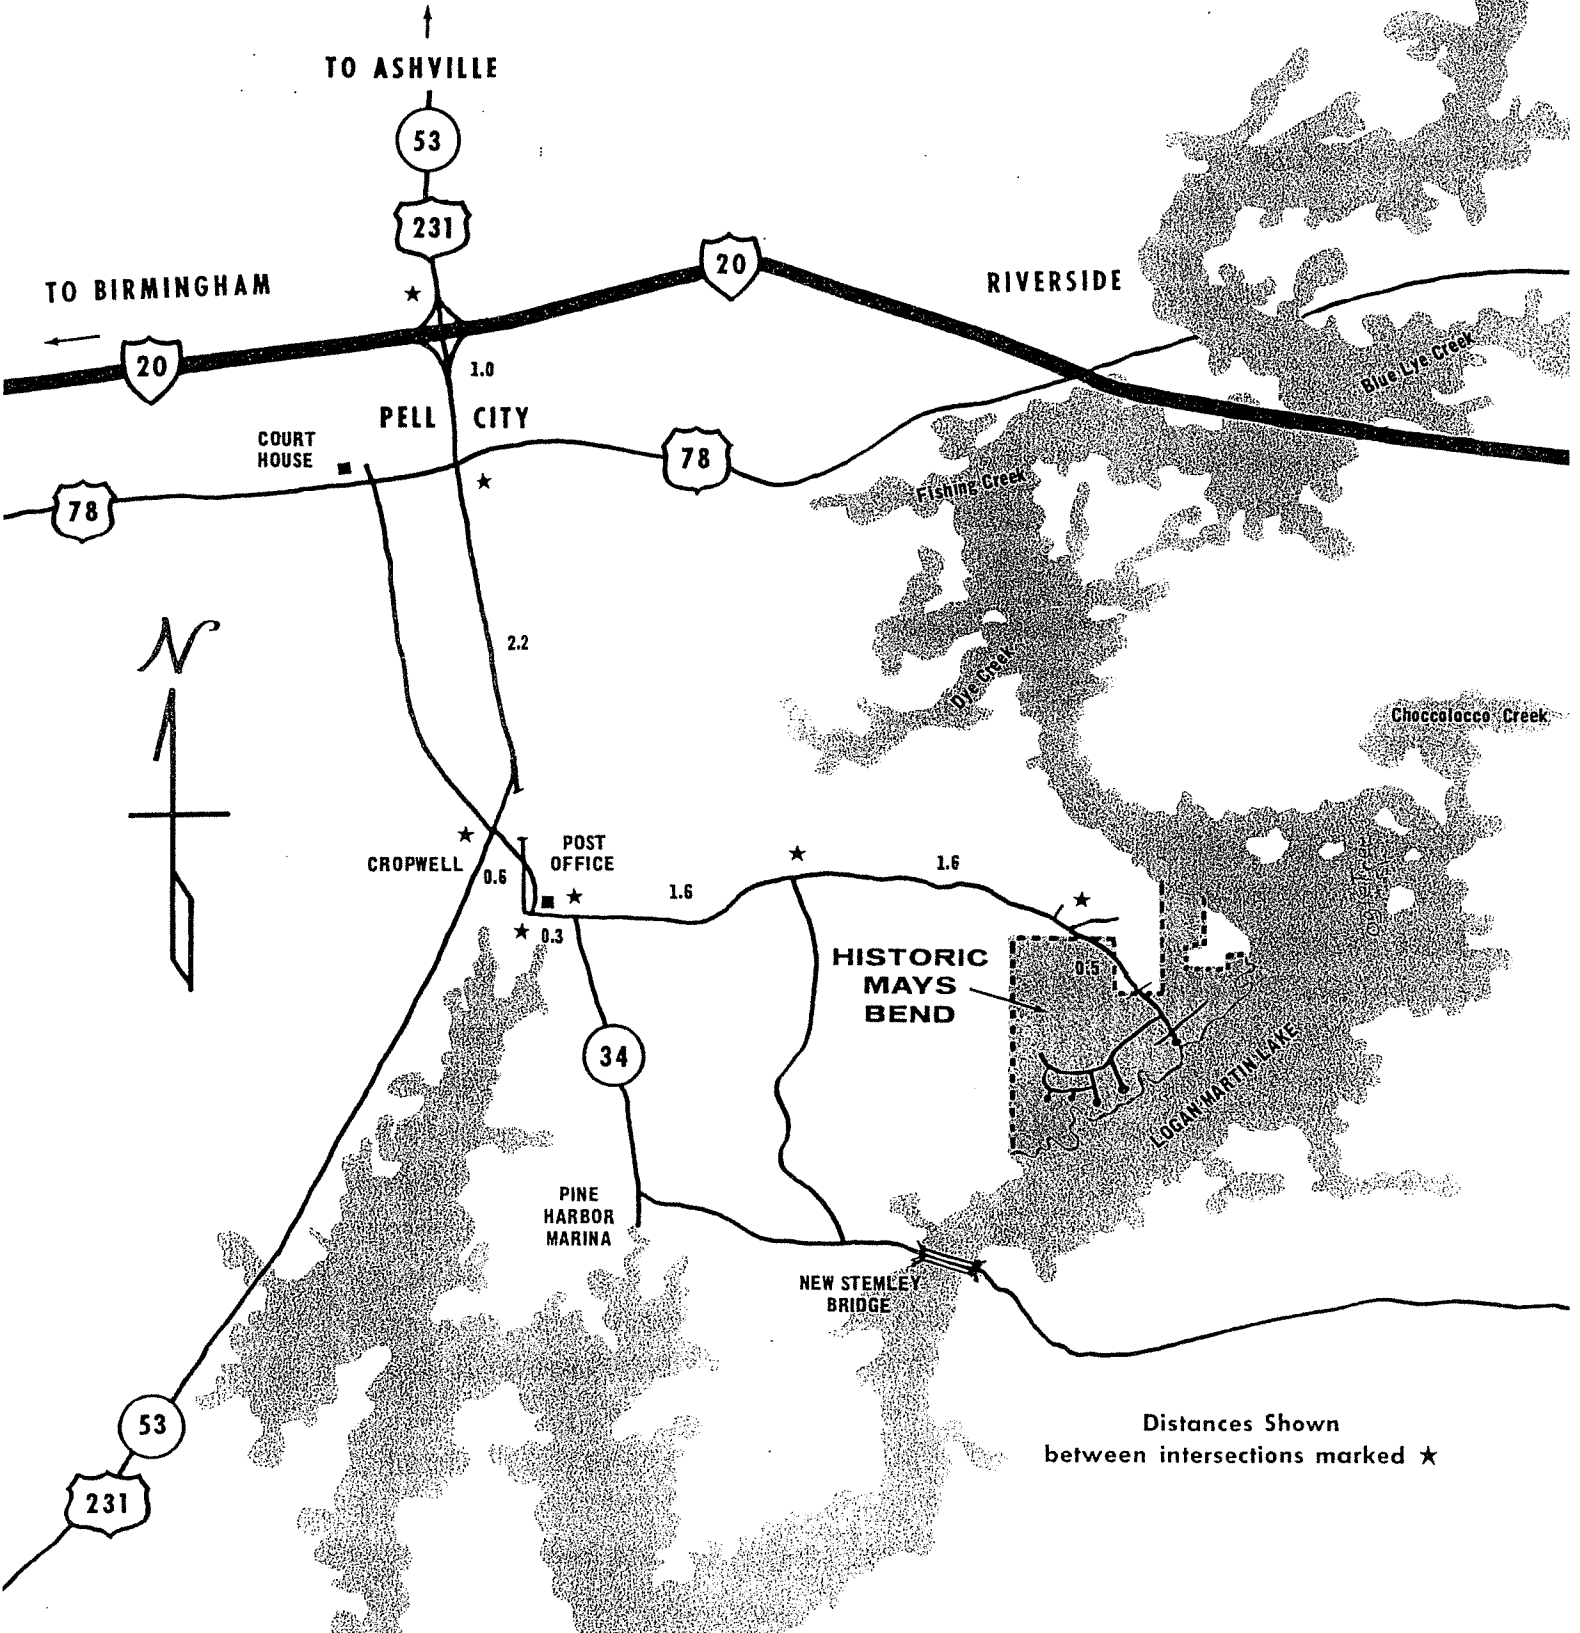 TO ASHVILLE
53
231
20
TO BIRMINGHAM
RIVERSIDE
20
1.0
Blue Lye Creek
PELL CITY
COURT
HOUSE
78
78
Fishing Creek
N
2.2
Dye Creek
Choccolocco Creek
CROPWELL
0.6
POST
OFFICE
1.6
1.6
0.3
HISTORIC
MAYS
BEND
0.5
34
LOGAN MARTIN LAKE
PINE
HARBOR
MARINA
NEW STEMLEY
BRIDGE
53
231
Distances Shown
between intersections marked ★